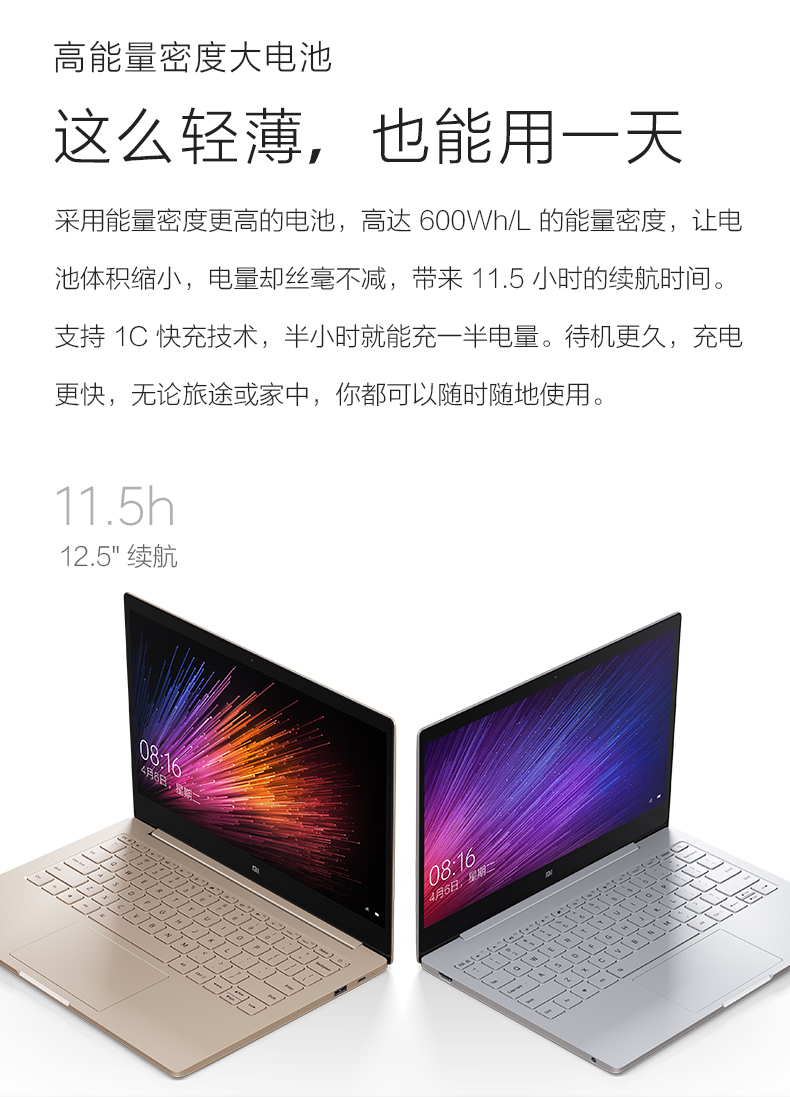 高能量密度大电池
这么轻薄，也能用一天
采用能量密度更高的电池，高达 600Wh/L 的能量密度，让电
池体积缩小，电量却丝毫不减，带来 11.5 小时的续航时间。
支持 1C 快充技术，半小时就能充一半电量。待机更久，充电
更快，无论旅途或家中，你都可以随时随地使用。
11.5h
12.5" 续航
08:16
4月6日，星期二
08:16
4月6日，星期二
MI
MI